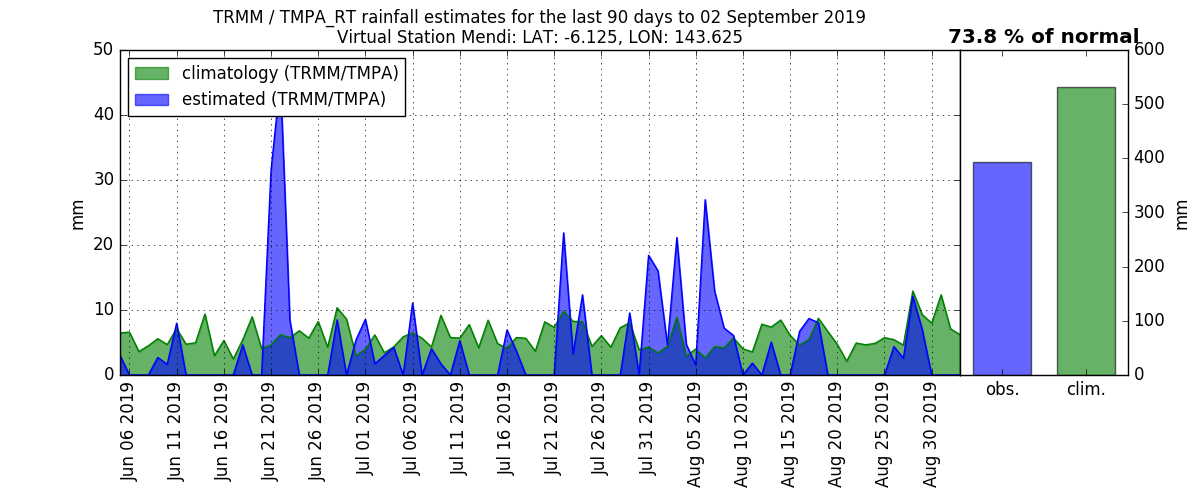 TRMM / TMPA_RT rainfall estimates for the last 90 days to 02 September 2019
Virtual Station Mendi: LAT: -6.125, LON: 143.625
73.8 % of normal
climatology (TRMM/TMPA)
estimated (TRMM/TMPA)
50
40
30
20
10
0
mm
600
500
400
300
200
100
0
mm
Jun 06 2019
Jun 11 2019
Jun 16 2019
Jun 21 2019
Jun 26 2019
Jul 01 2019
Jul 06 2019
Jul 11 2019
Jul 16 2019
Jul 21 2019
Jul 26 2019
Jul 31 2019
Aug 05 2019
Aug 10 2019
Aug 15 2019
Aug 20 2019
Aug 25 2019
Aug 30 2019
obs.
clim.